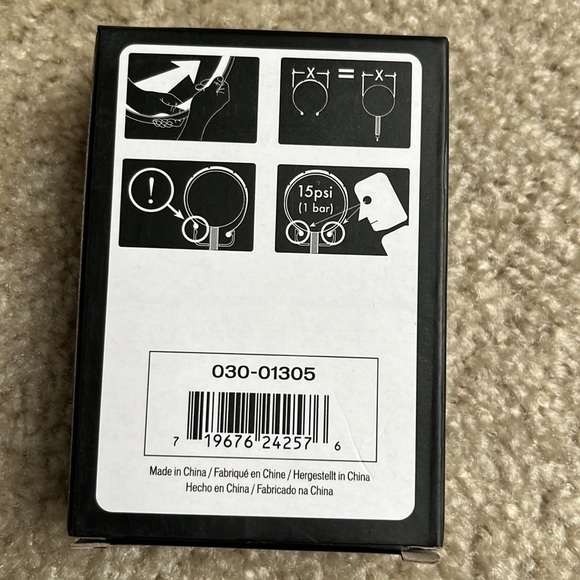 X = X
!
15psi
(1 bar)
030-01305
7 19676 24257 6
Made in China / Fabriqué en Chine / Hergestellt in China
Hecho en China / Fabricado na China